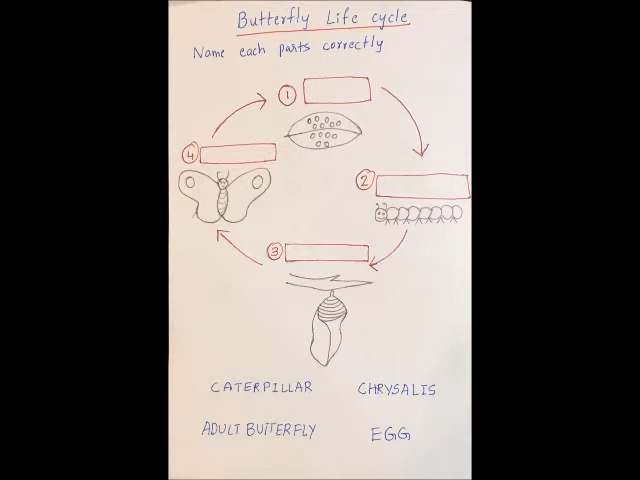 Butterfly Life cycle
Name each parts correctly
1
4
2
3
CATERPILLAR CHRYSALIS
ADULT BUTTERFLY EGG